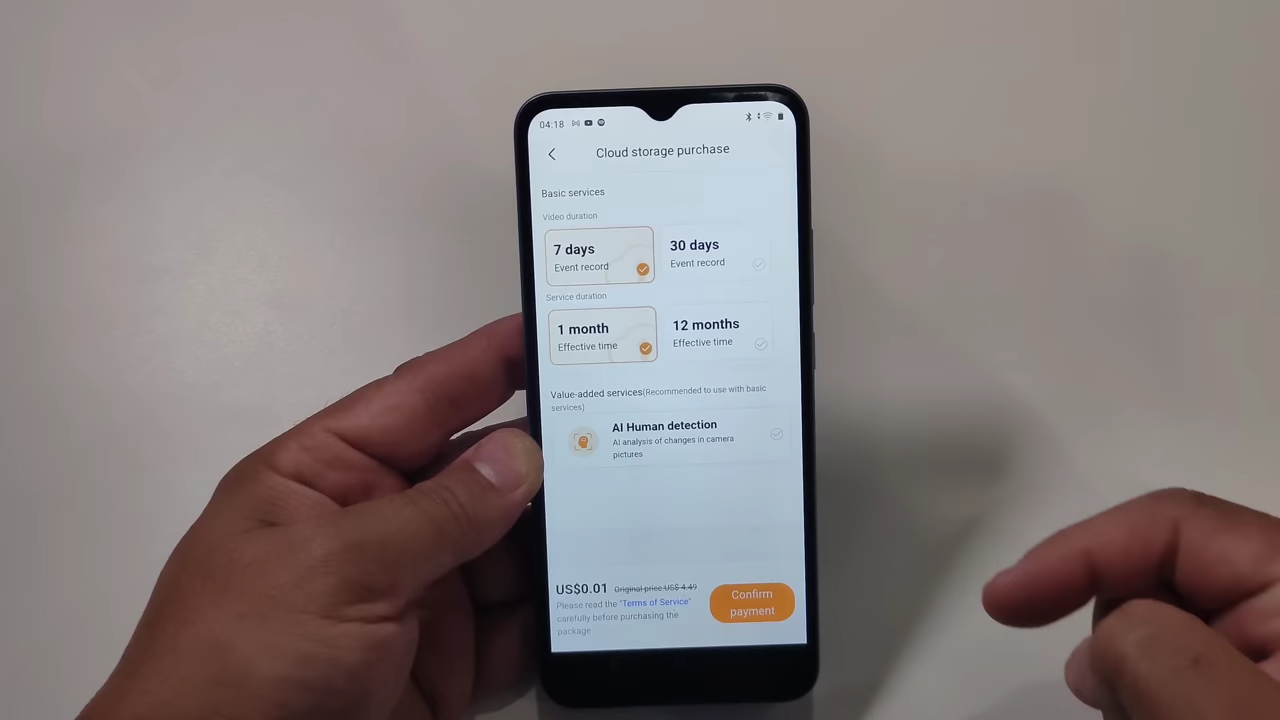 04:18
Cloud storage purchase
Basic services
Video duration
7 days
Event record
30 days
Event record
Service duration
1 month
Effective time
12 months
Effective time
Value-added services(Recommended to use with basic
services)
AI Human detection
AI analysis of changes in camera
pictures
US$0.01 Original price:US$ 4.49
Please read the "Terms of Service"
carefully before purchasing the
package
Confirm
payment